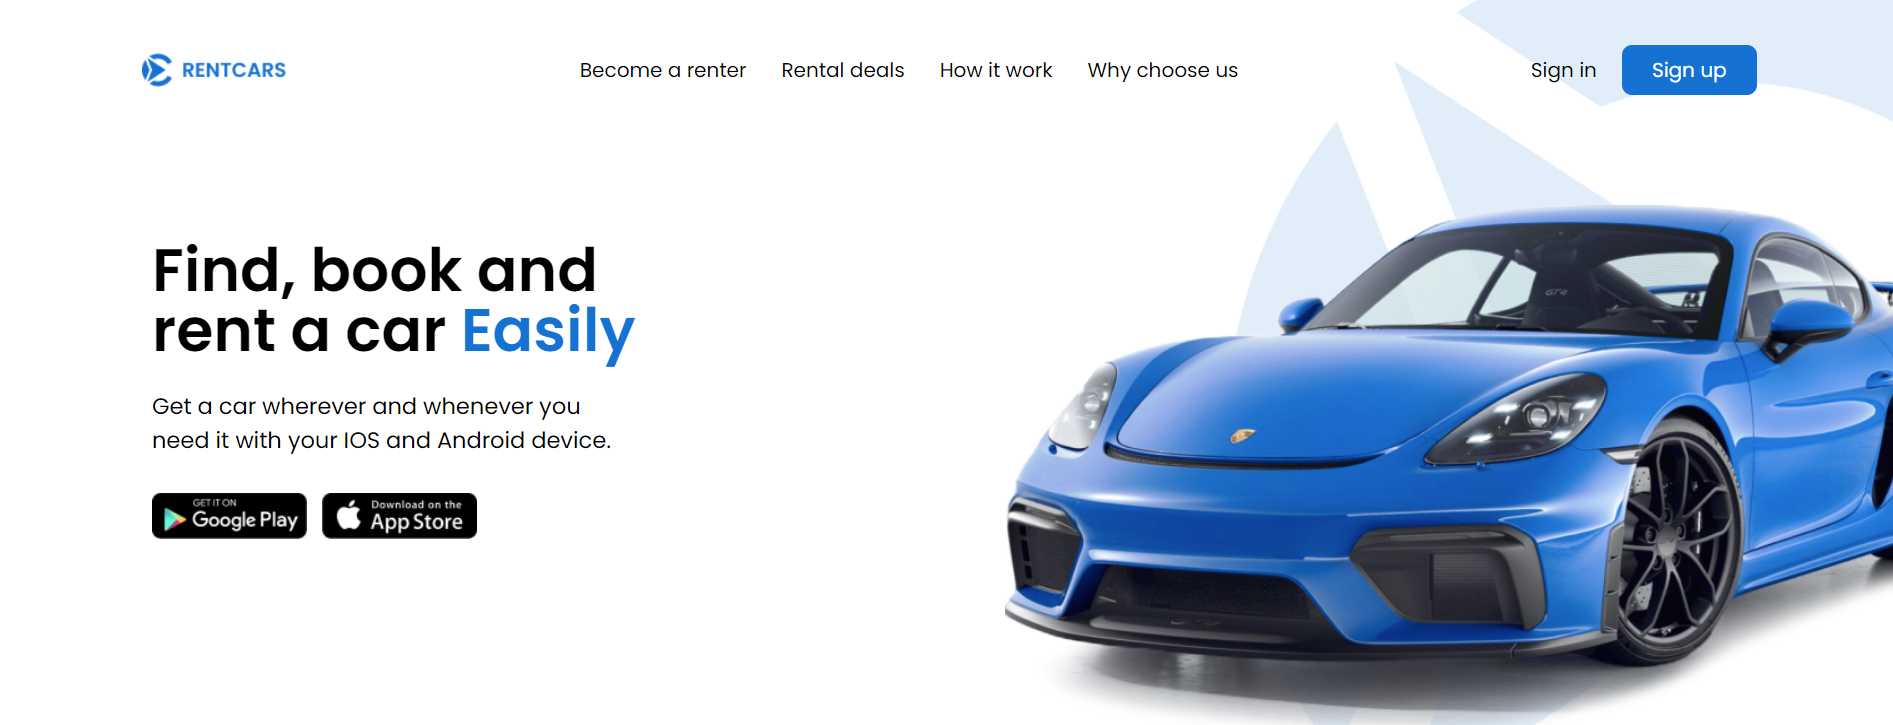 RENTCARS
Become a renter
Rental deals
How it work
Why choose us
Sign in
Sign up
Find, book and
rent a car Easily
Get a car wherever and whenever you
need it with your IOS and Android device.
GET IT ON
Google Play
Download on the
App Store
GT4